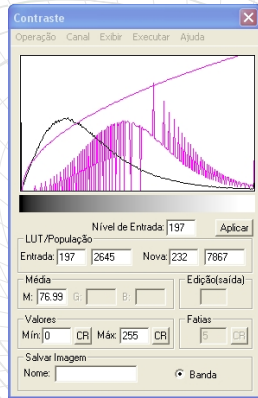 Contraste
Operação Canal Exibir Executar Ajuda
Nível de Entrada: 197 Aplicar
LUT/População
Entrada: 197 2645 Nova: 232 7867
Média Edição(saída)
M: 76.99 G: B:
Valores Fatias
Mín: 0 CR Máx: 255 CR 5 CR
Salvar Imagem
Nome: Banda